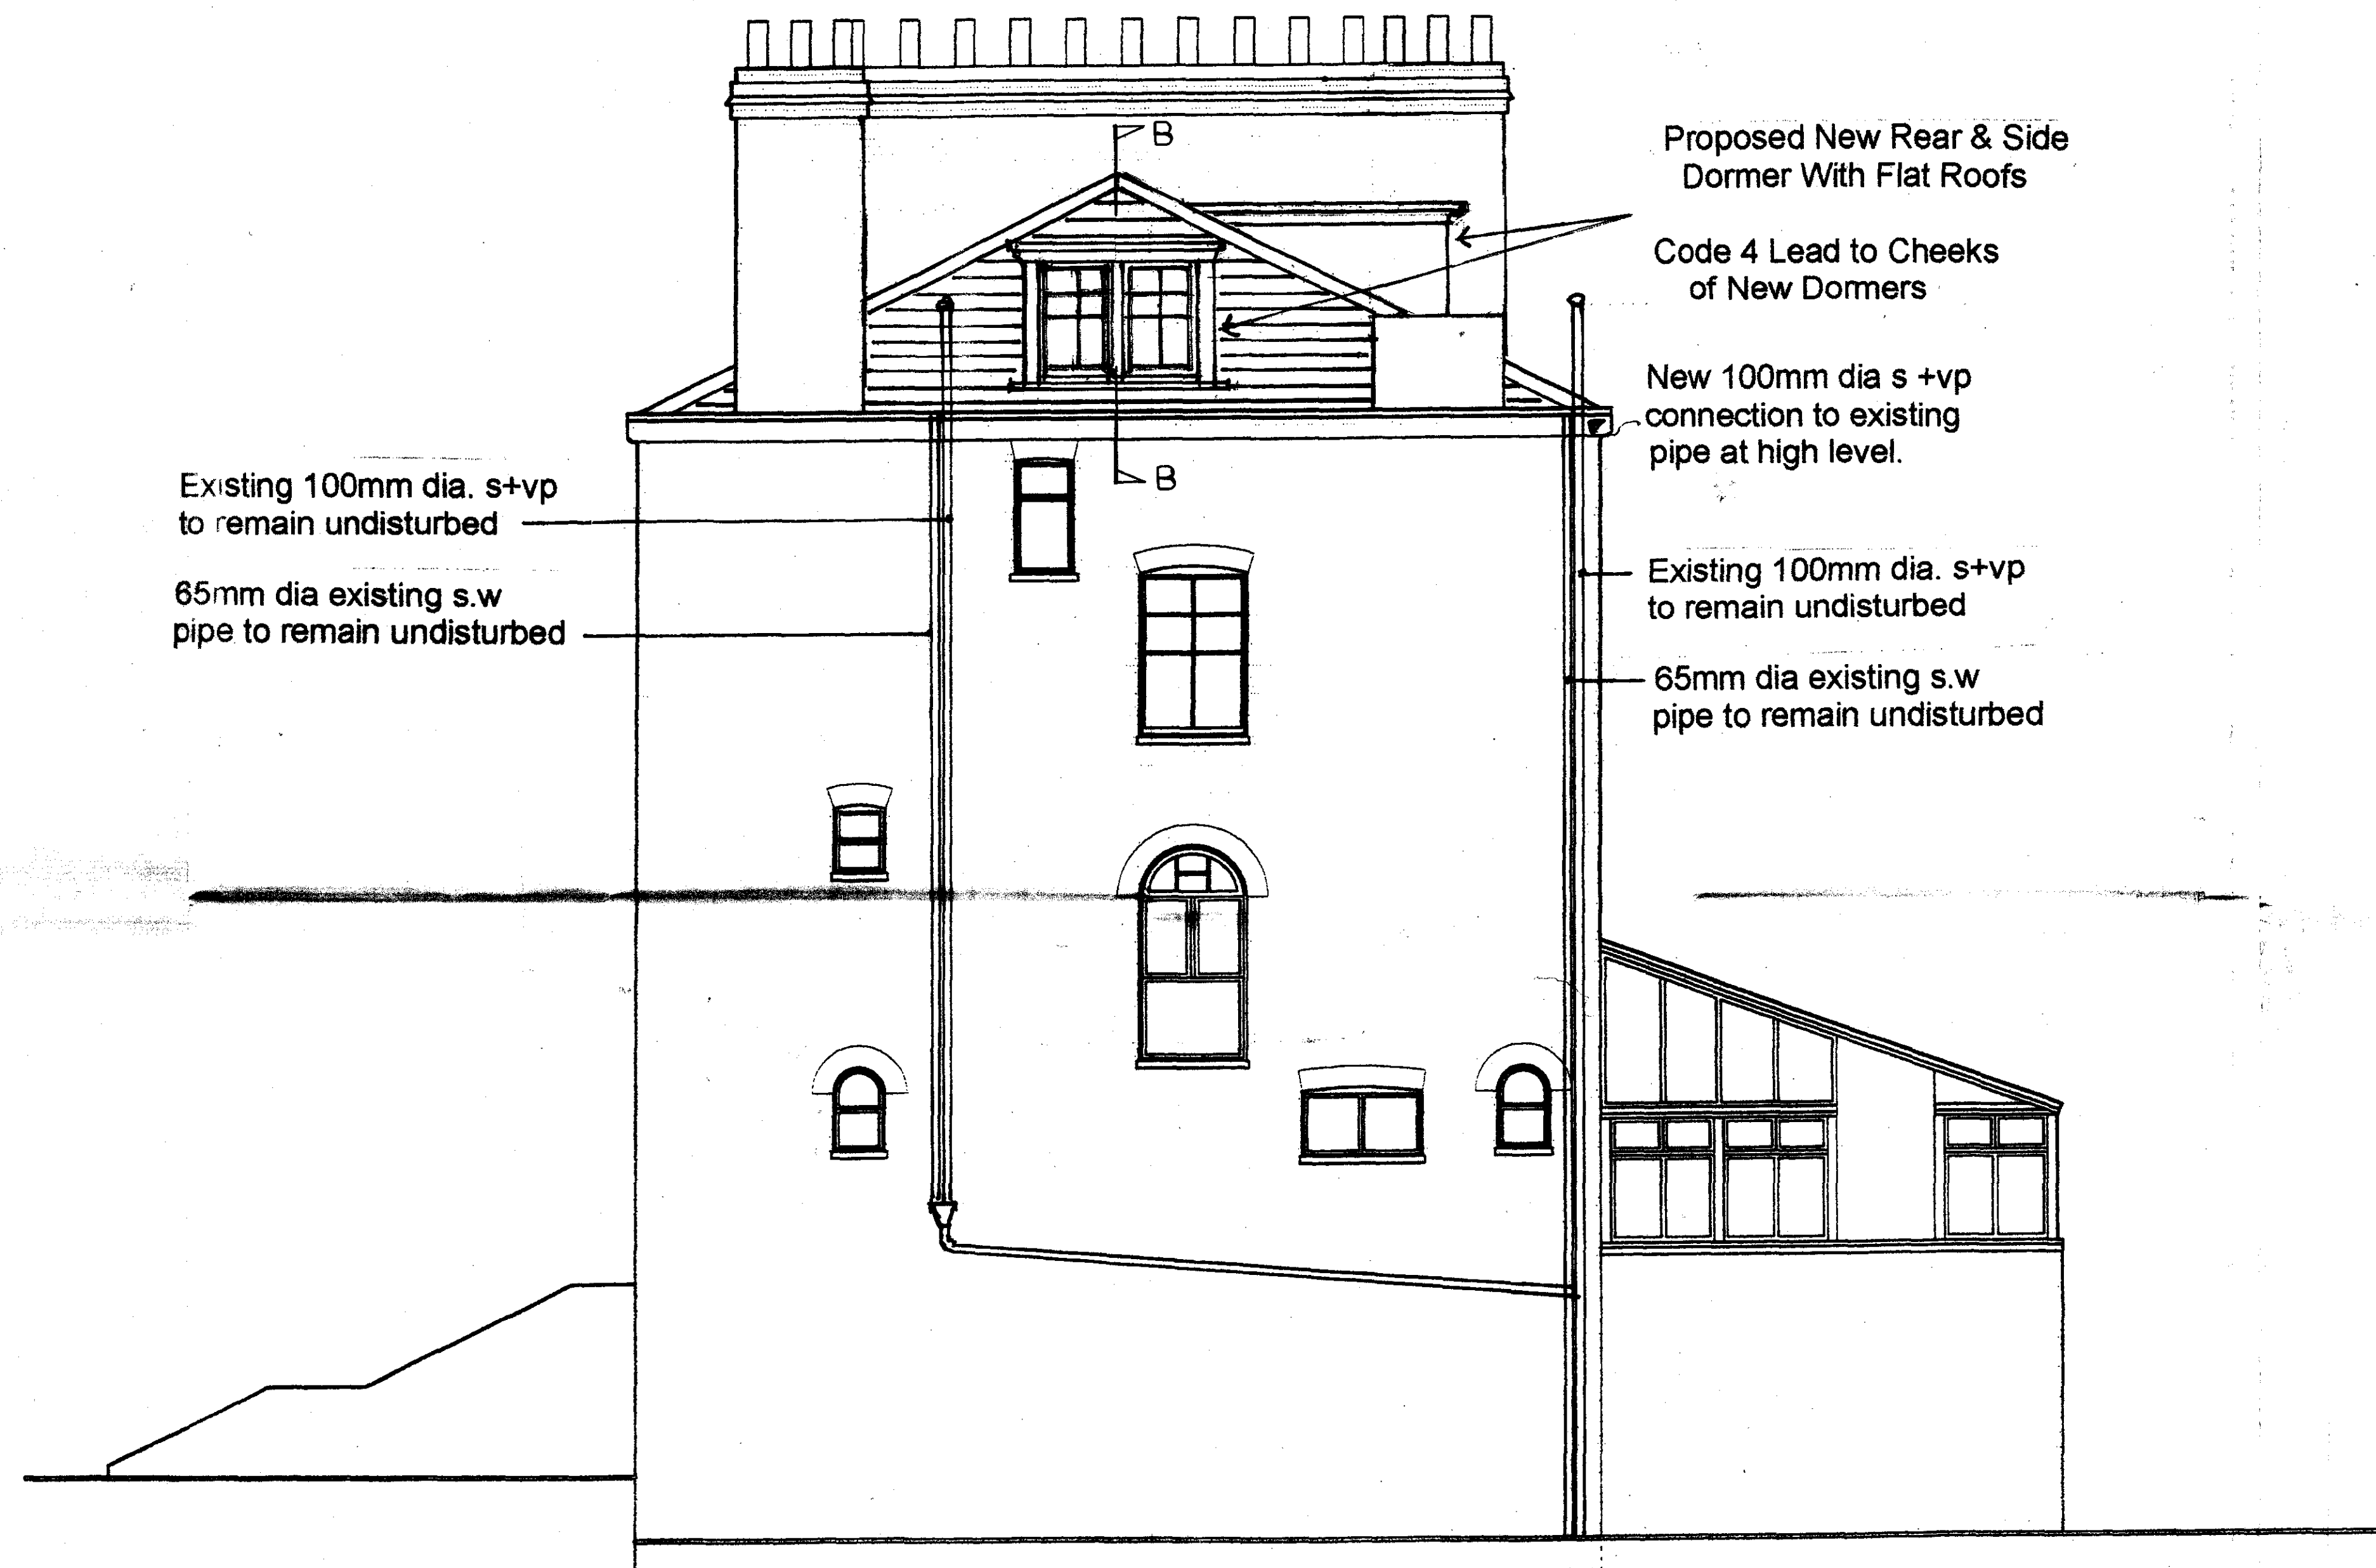 B
Proposed New Rear & Side
Dormer With Flat Roofs
Code 4 Lead to Cheeks
of New Dormers
New 100mm dia s +vp
connection to existing
pipe at high level.
B
Existing 100mm dia. s+vp
to remain undisturbed
65mm dia existing s.w
pipe to remain undisturbed
Existing 100mm dia. s+vp
to remain undisturbed
65mm dia existing s.w
pipe to remain undisturbed